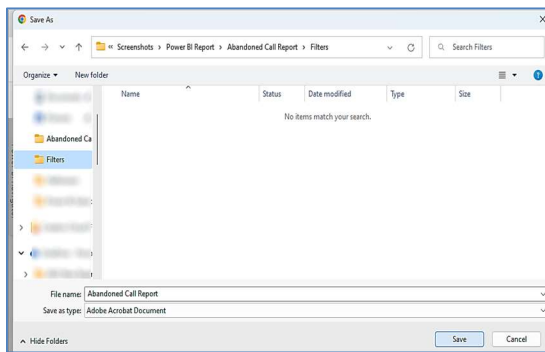 Save As
« Screenshots > Power BI Report > Abandoned Call Report > Filters
Search Filters
Organize
New folder
Name
Status
Date modified
Type
Size
No items match your search.
Abandoned Ca
Filters
File name: Abandoned Call Report
Save as type: Adobe Acrobat Document
Hide Folders
Save
Cancel